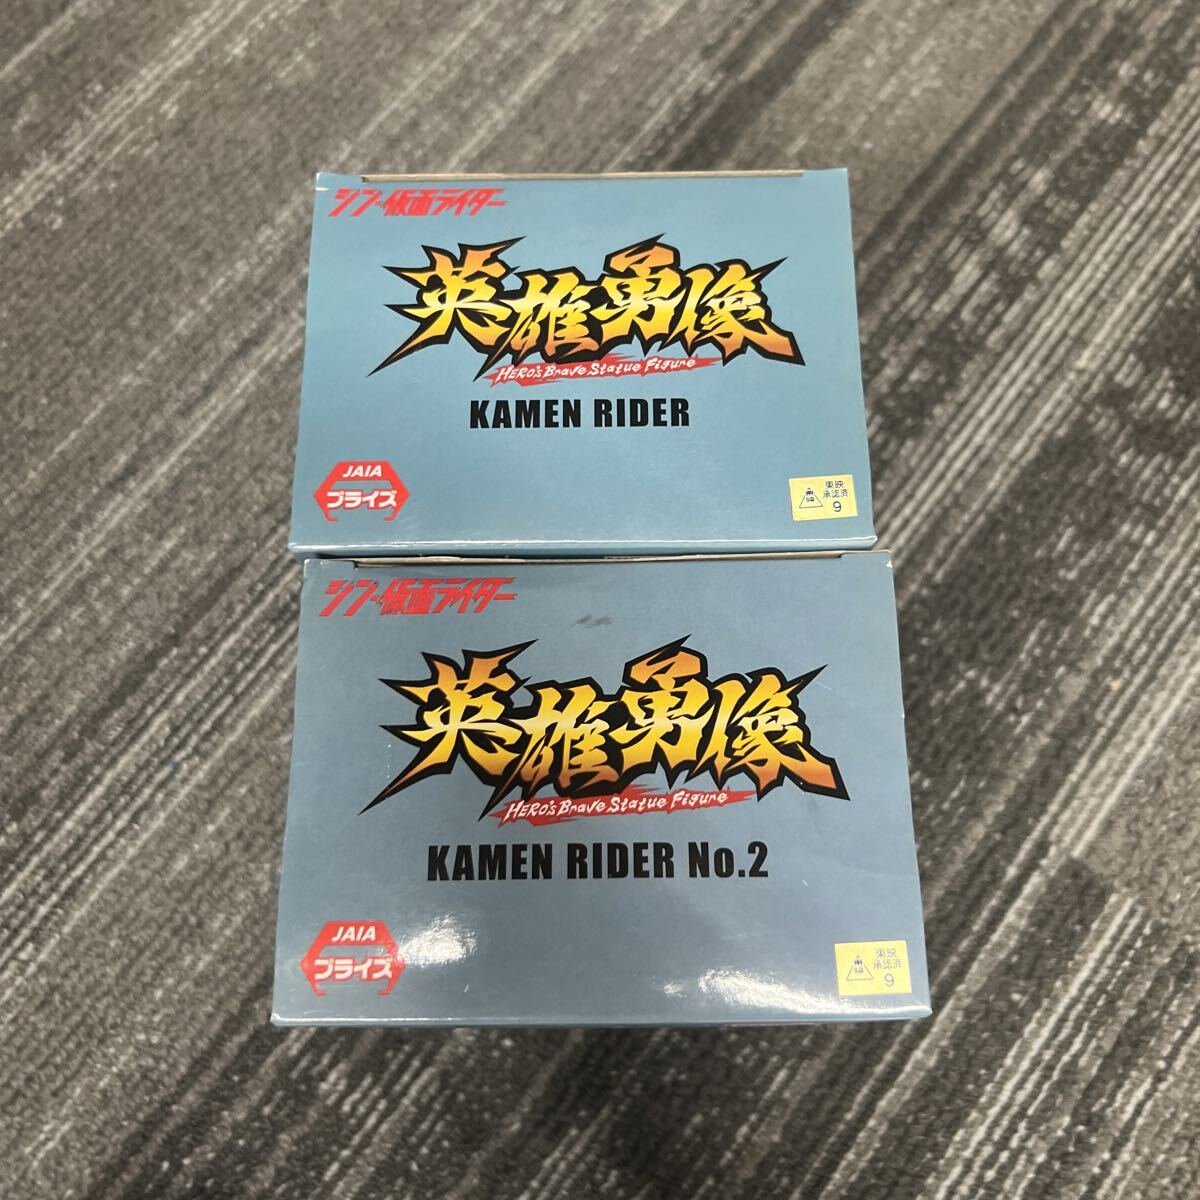 シン・仮面ライダー
英雄勇像
HERO'S Brave Statue Figure
KAMEN RIDER
JAIA
プライズ
東映
承認済
9
シン・仮面ライダー
英雄勇像
HERO'S Brave Statue Figure
KAMEN RIDER No.2
JAIA
プライズ
東映
承認済
9